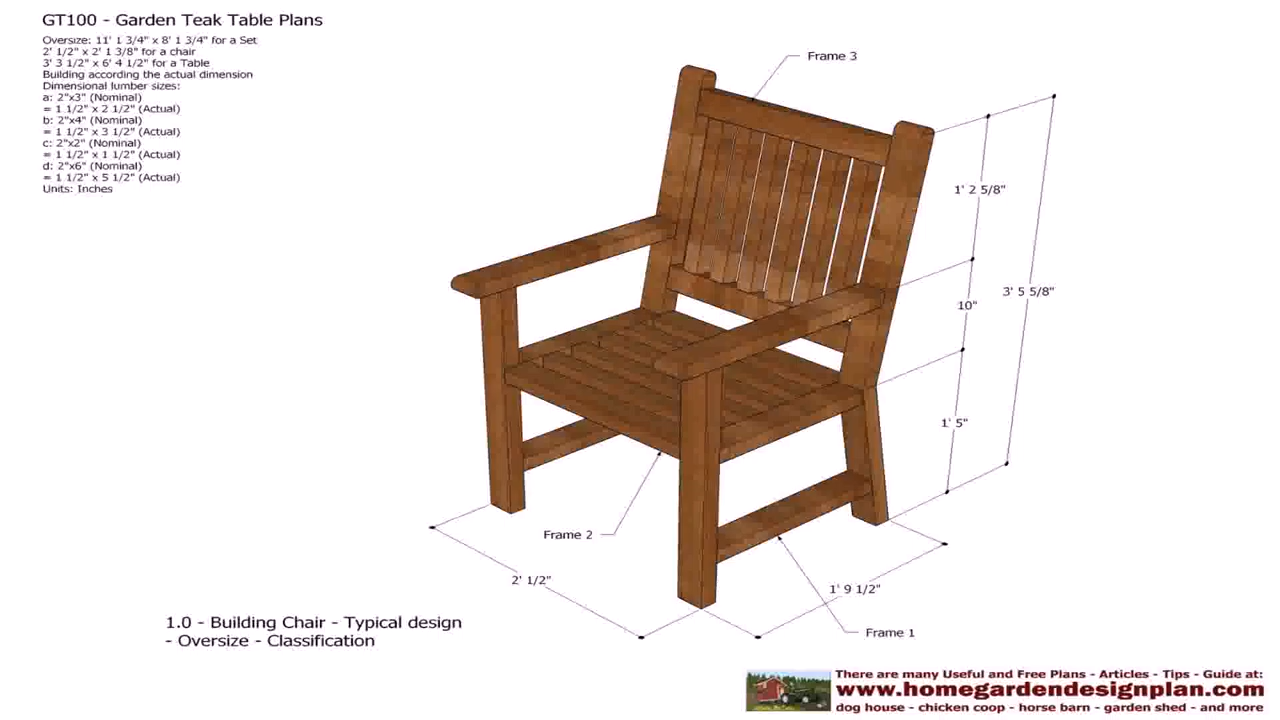 GT100 - Garden Teak Table Plans
Oversize: 11' 1 3/4" x 8' 1 3/4" for a Set
2' 1/2" x 2' 1 3/8" for a chair
3' 3 1/2" x 6' 4 1/2" for a Table
Building according the actual dimension
Dimensional lumber sizes:
a: 2"x3" (Nominal)
= 1 1/2" x 2 1/2" (Actual)
b: 2"x4" (Nominal)
= 1 1/2" x 3 1/2" (Actual)
c: 2"x2" (Nominal)
= 1 1/2" x 1 1/2" (Actual)
d: 2"x6" (Nominal)
= 1 1/2" x 5 1/2" (Actual)
Units: Inches
Frame 3
1' 2 5/8"
3' 5 5/8"
10"
1' 5"
Frame 2
2' 1/2"
1' 9 1/2"
Frame 1
1.0 - Building Chair - Typical design
- Oversize - Classification
There are many Useful and Free Plans - Articles - Tips - Guide at:
www.homegardendesignplan.com
dog house - chicken coop - horse barn - garden shed - and more